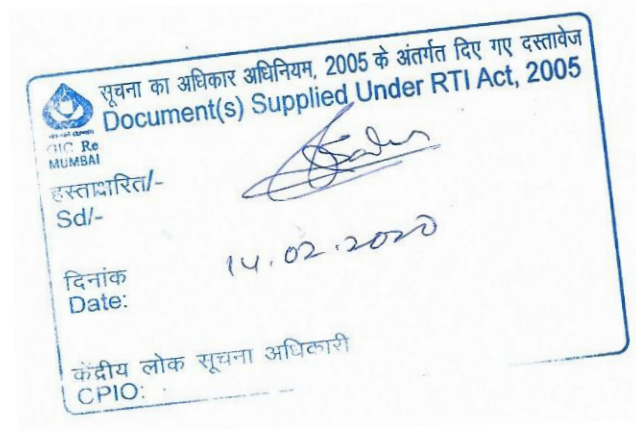 सूचना का अधिकार अधिनियम, 2005 के अंतर्गत दिए गए दस्तावेज
Document(s) Supplied Under RTI Act, 2005
GIC Re
MUMBAI
हस्ताक्षरित/-
Sd/-
14.02.2020
दिनांक
Date:
केंद्रीय लोक सूचना अधिकारी
CPIO: